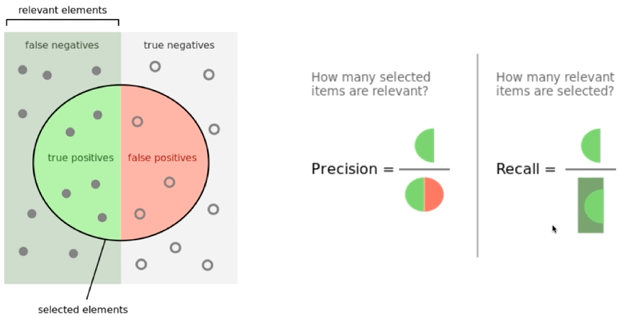 relevant elements
false negatives
true negatives
true positives
false positives
selected elements
How many selected
items are relevant?
Precision =
How many relevant
items are selected?
Recall =